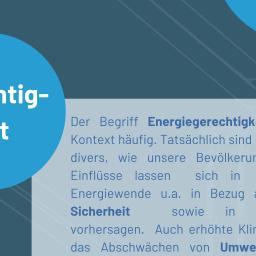 htig-
t
Der Begriff Energiegerechtigk
Kontext häufig. Tatsächlich sind
divers, wie unsere Bevölkerun
Einflüsse lassen sich in
Energiewende u.a. in Bezug a
Sicherheit sowie in
vorhersagen. Auch erhöhte Kli
das Abschwächen von Umwe